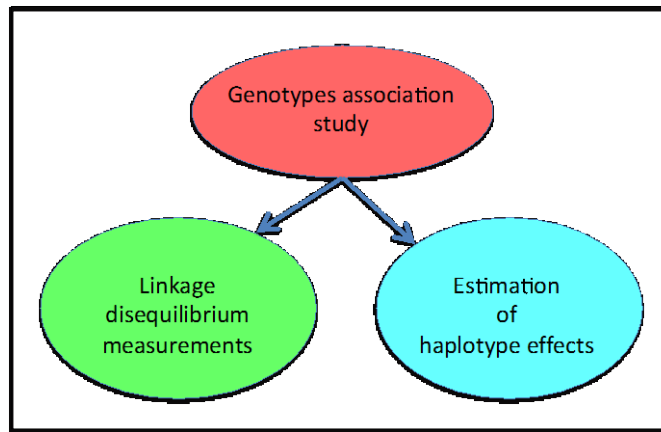 Genotypes association
study
Linkage
disequilibrium
measurements
Estimation
of
haplotype effects